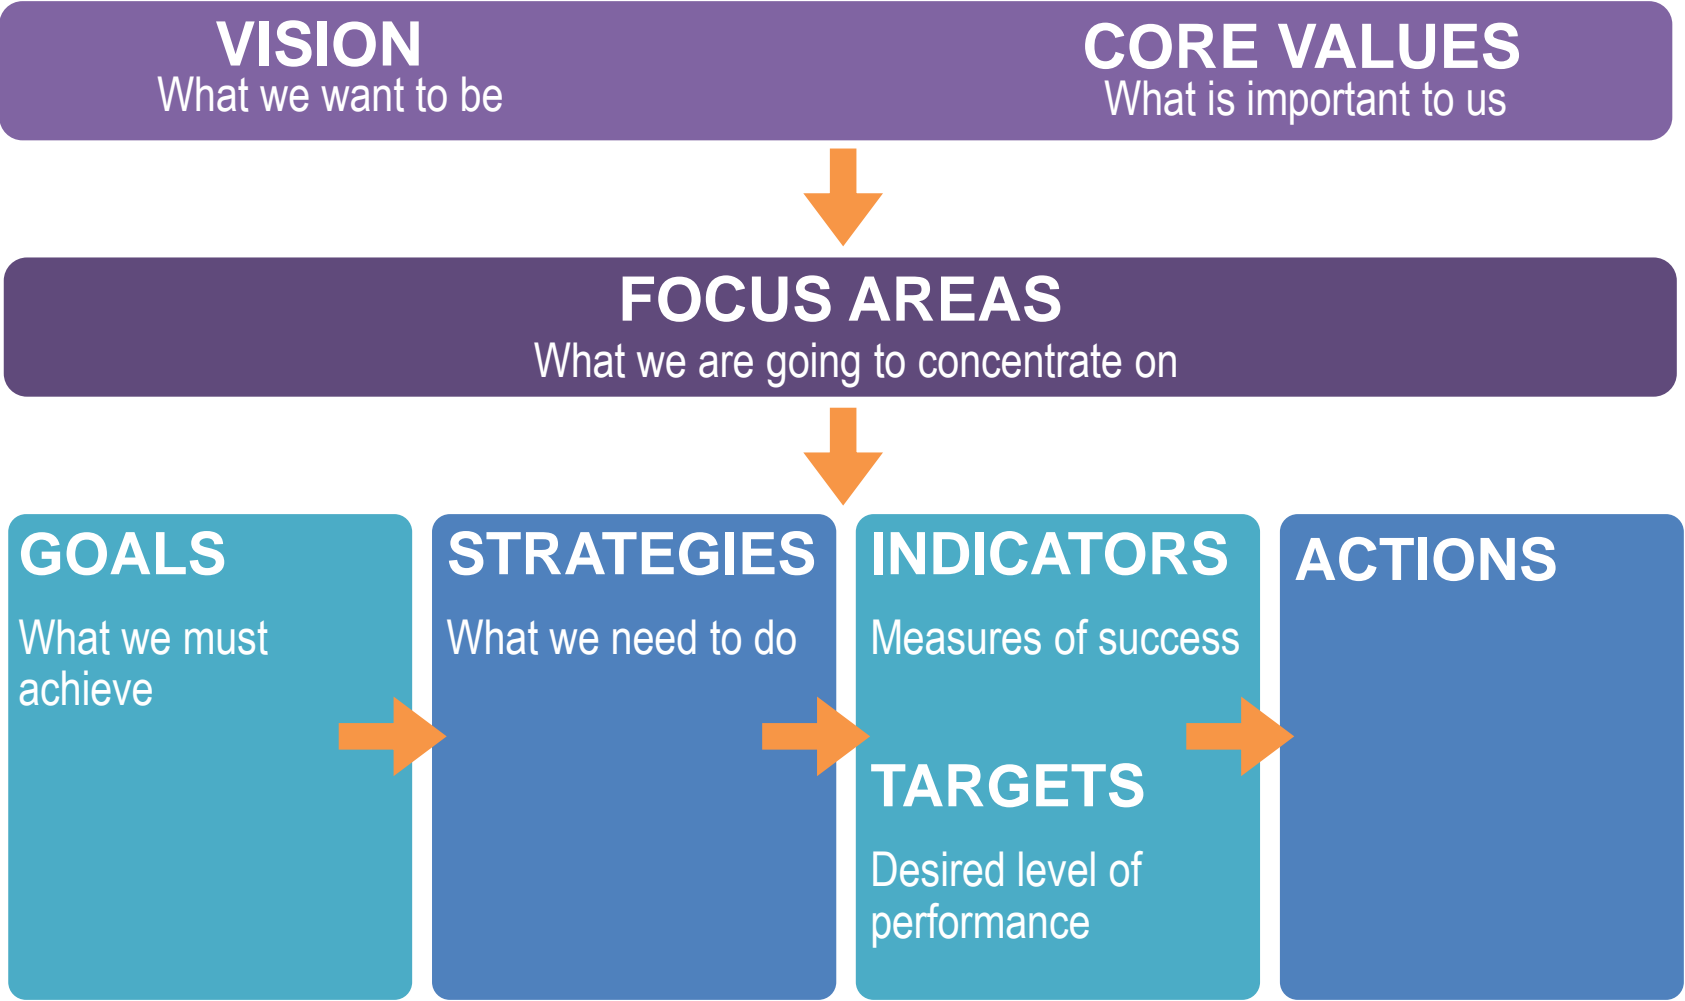 VISION
What we want to be
CORE VALUES
What is important to us
FOCUS AREAS
What we are going to concentrate on
GOALS
What we must
achieve
STRATEGIES
What we need to do
INDICATORS
Measures of success
TARGETS
Desired level of
performance
ACTIONS